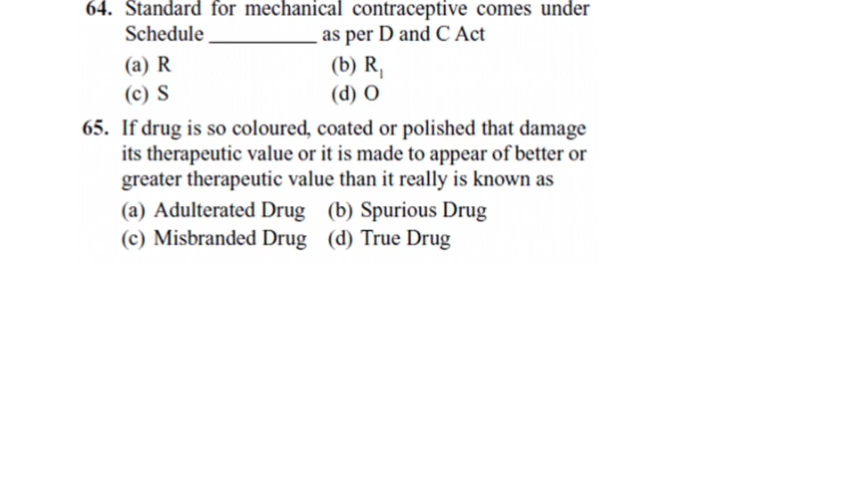 64. Standard for mechanical contraceptive comes under
Schedule __________ as per D and C Act
(a) R (b) R₁
(c) S (d) O
65. If drug is so coloured, coated or polished that damage
its therapeutic value or it is made to appear of better or
greater therapeutic value than it really is known as
(a) Adulterated Drug (b) Spurious Drug
(c) Misbranded Drug (d) True Drug